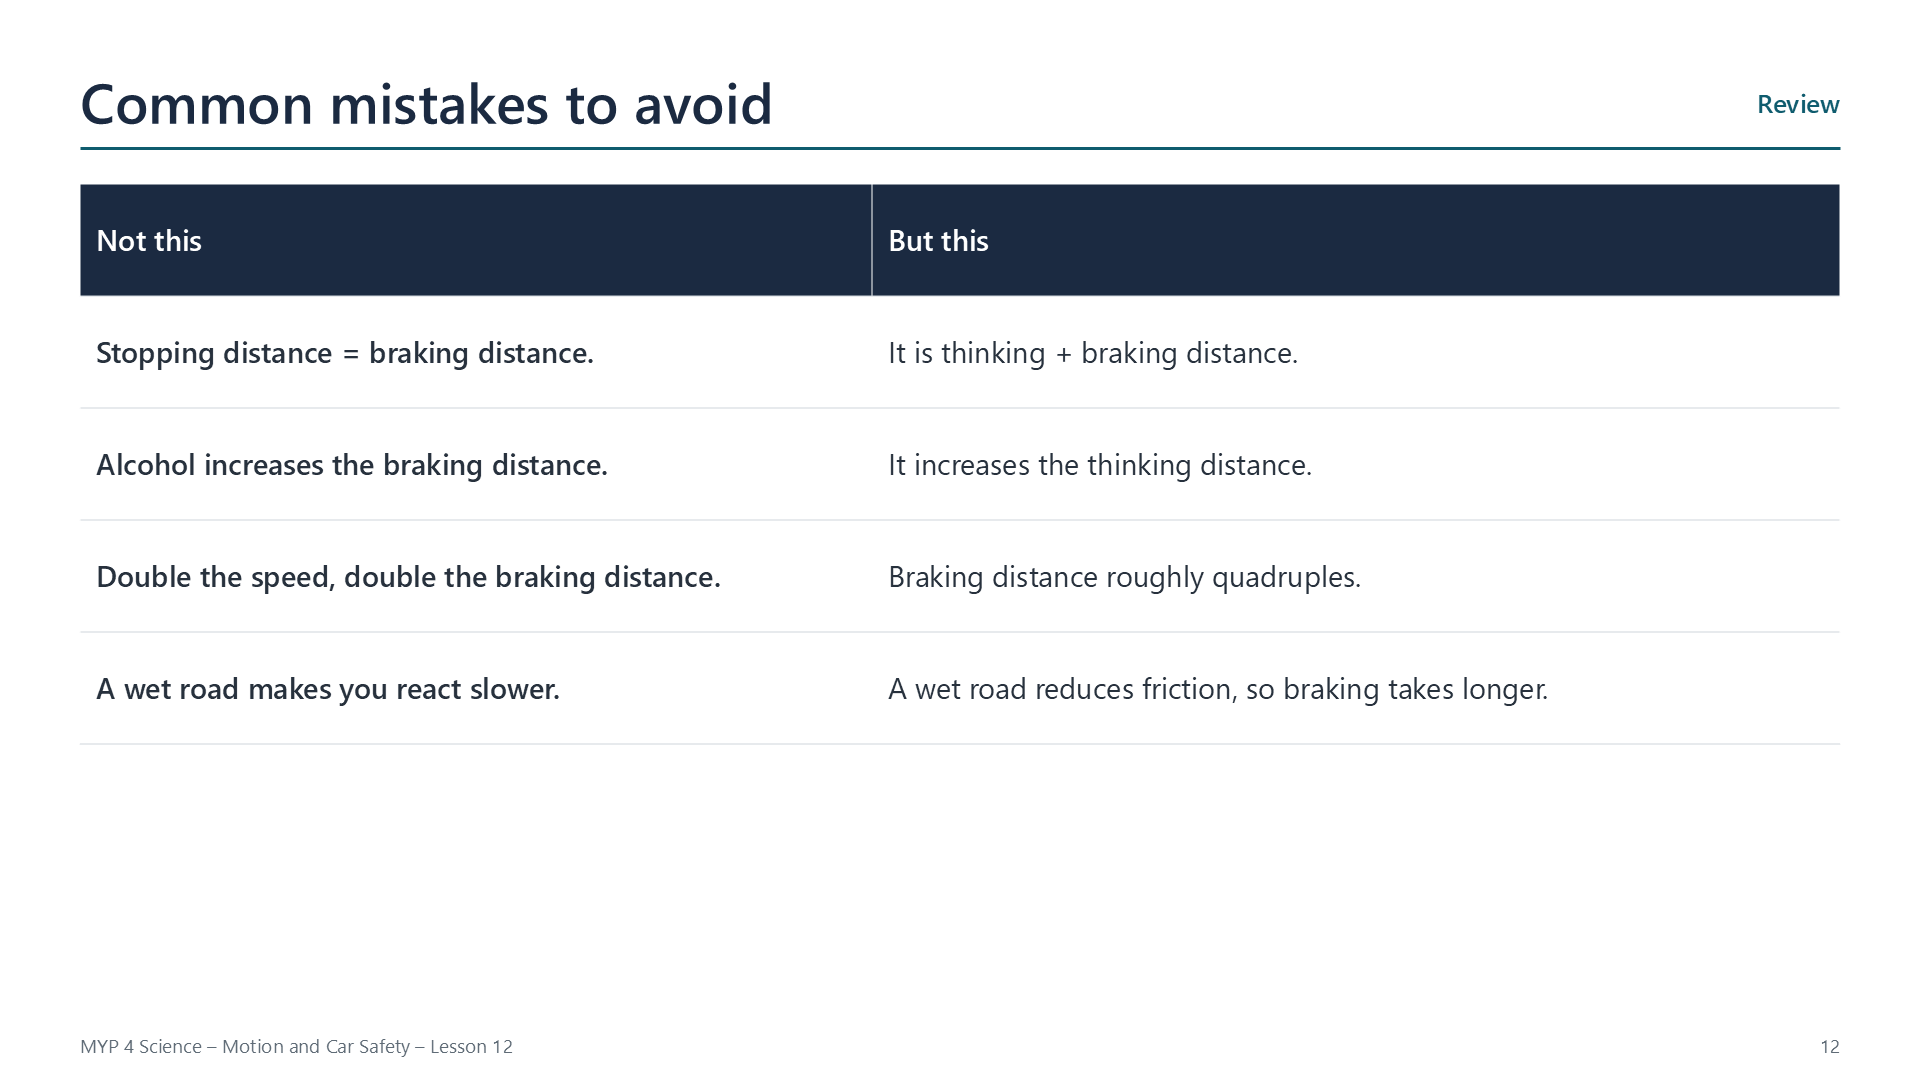 Common mistakes to avoid
Review
Not this
But this
Stopping distance = braking distance.
It is thinking + braking distance.
Alcohol increases the braking distance.
It increases the thinking distance.
Double the speed, double the braking distance.
Braking distance roughly quadruples.
A wet road makes you react slower.
A wet road reduces friction, so braking takes longer.
MYP 4 Science – Motion and Car Safety – Lesson 12
12